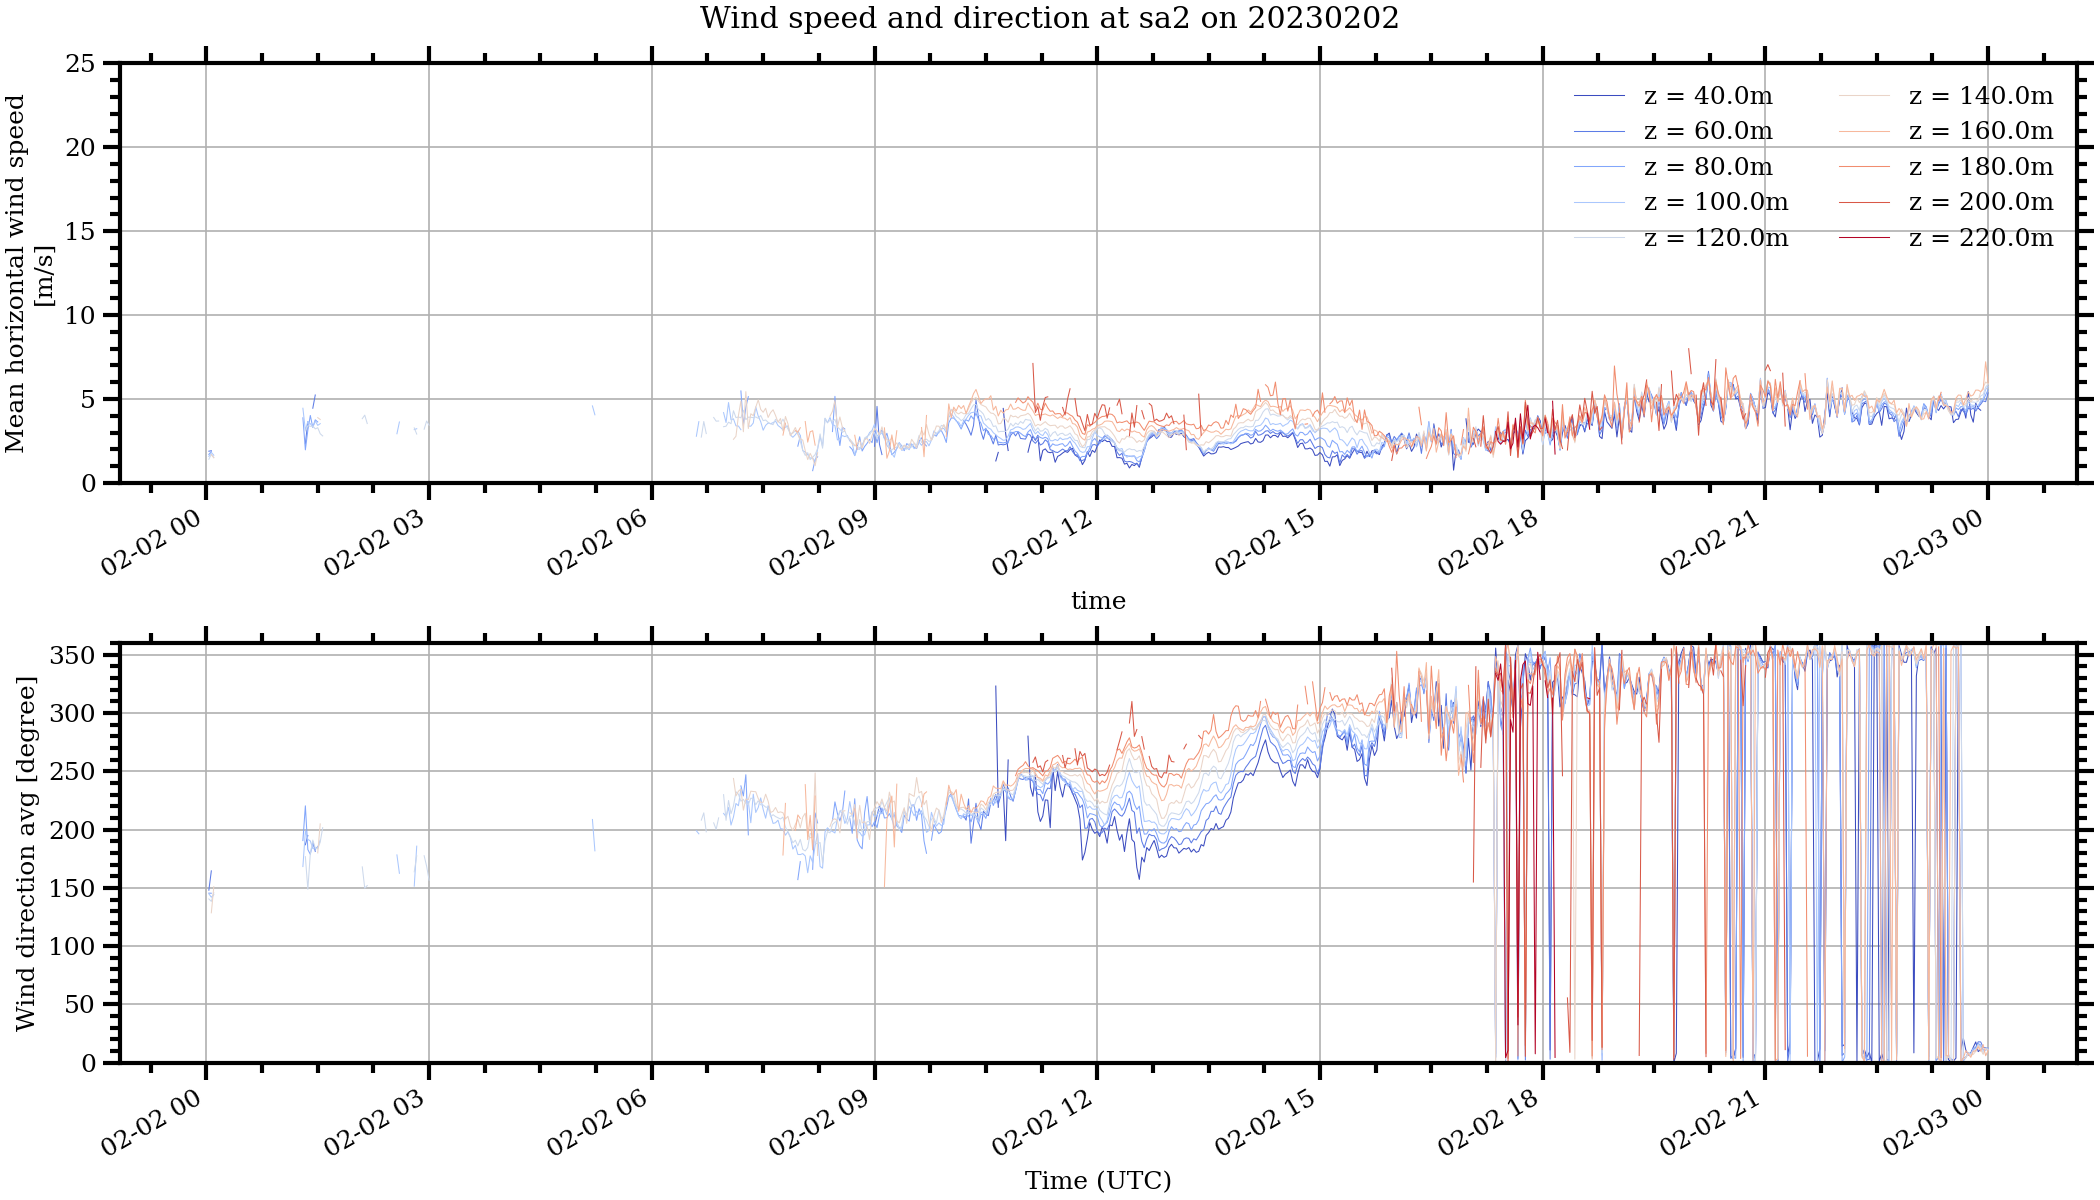 Wind speed and direction at sa2 on 20230202
Mean horizontal wind speed
[m/s]
25
20
15
10
5
0
z = 40.0m
z = 60.0m
z = 80.0m
z = 100.0m
z = 120.0m
z = 140.0m
z = 160.0m
z = 180.0m
z = 200.0m
z = 220.0m
02-02 00
02-02 03
02-02 06
02-02 09
02-02 12
02-02 15
02-02 18
02-02 21
02-03 00
time
Wind direction avg [degree]
350
300
250
200
150
100
50
0
02-02 00
02-02 03
02-02 06
02-02 09
02-02 12
02-02 15
02-02 18
02-02 21
02-03 00
Time (UTC)